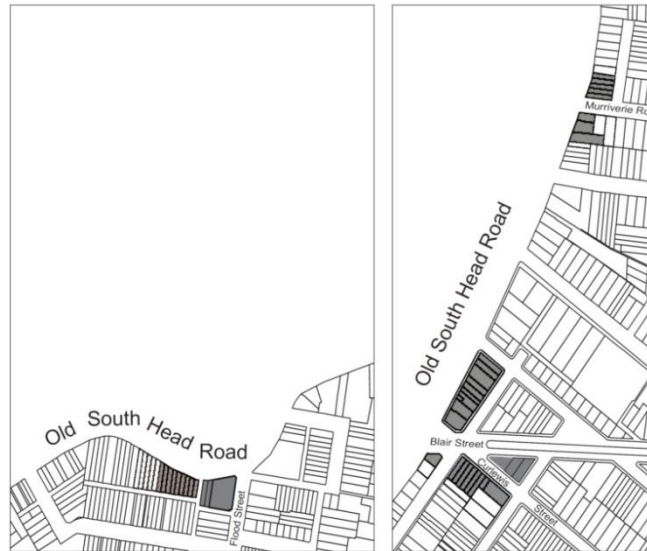 Old South Head Road
Flood Street
Murriverie Ro
Old South Head Road
Blair Street
Curlewis
Street